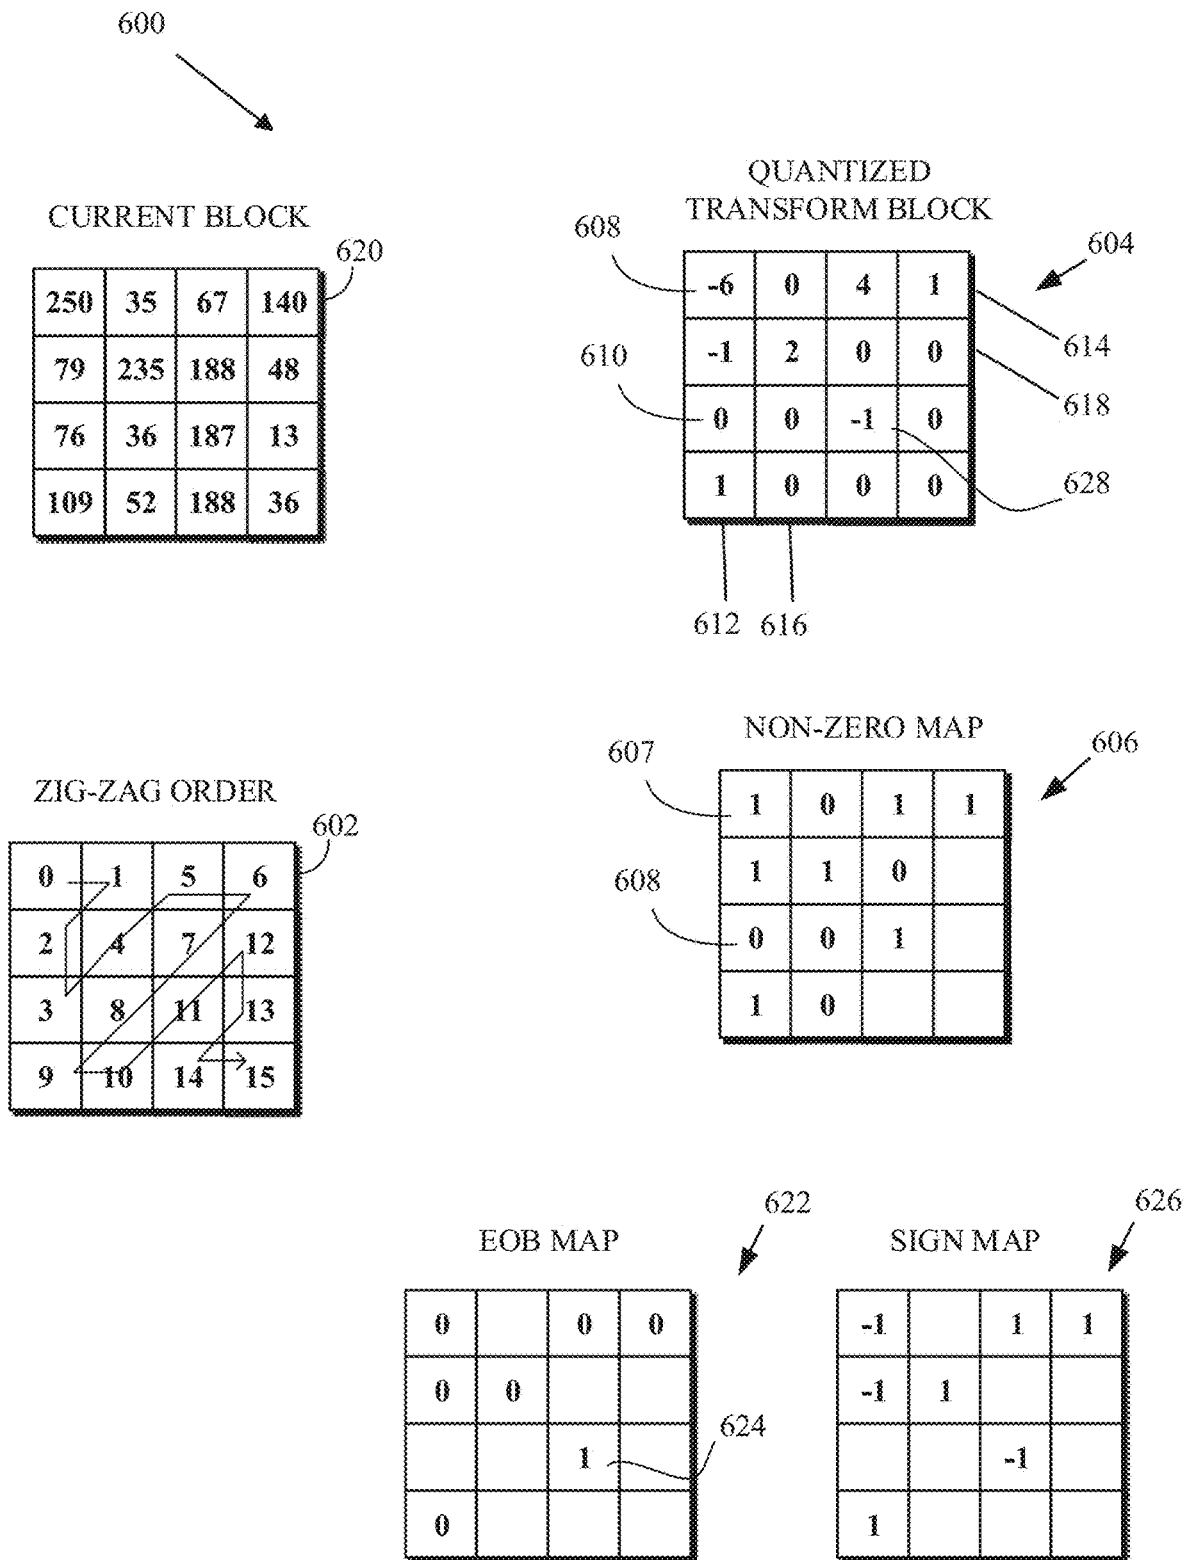 600
CURRENT BLOCK
620
250 35 67 140
79 235 188 48
76 36 187 13
109 52 188 36
QUANTIZED
TRANSFORM BLOCK
608
604
-6 0 4 1
614
-1 2 0 0
610
618
0 0 -1 0
628
1 0 0 0
612 616
ZIG-ZAG ORDER
602
0 1 5 6
2 4 7 12
3 8 11 13
9 10 14 15
NON-ZERO MAP
607
606
1 0 1 1
1 1 0
608
0 0 1
1 0
EOB MAP
622
0 0 0
0 0
1
624
0
SIGN MAP
626
-1 1 1
-1 1
-1
1